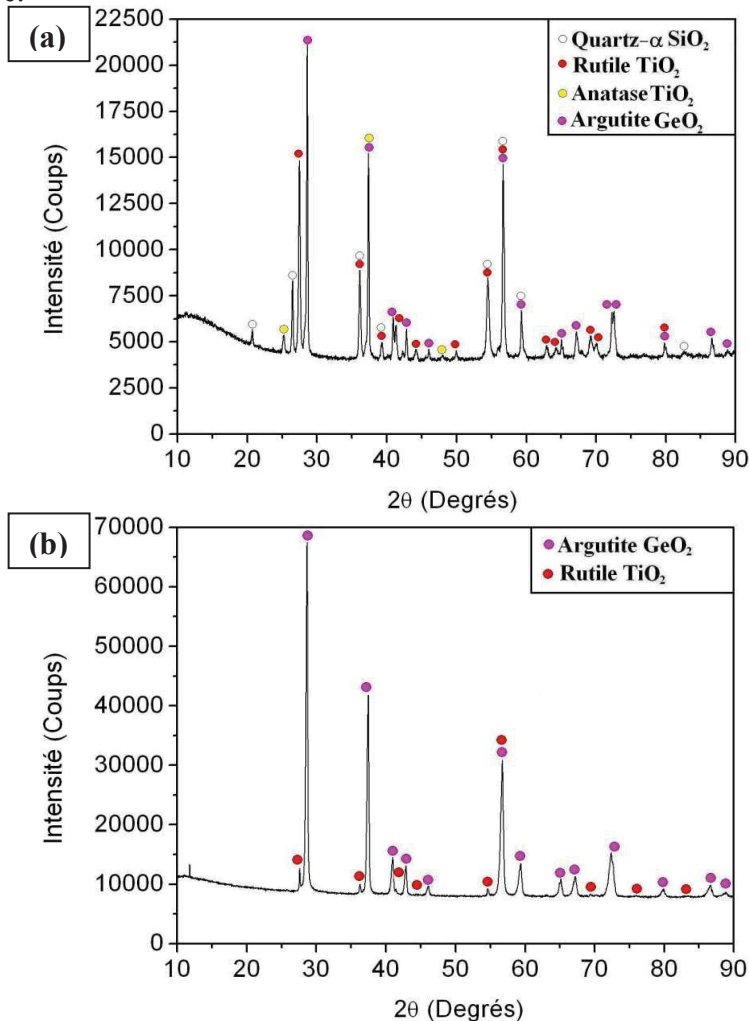 (a)
22500
20000
17500
15000
12500
10000
7500
5000
2500
0
Intensité (Coups)
Quartz-α SiO₂
Rutile TiO₂
Anatase TiO₂
Argutite GeO₂
10 20 30 40 50 60 70 80 90
2θ (Degrés)
(b)
70000
60000
50000
40000
30000
20000
10000
0
Intensité (Coups)
Argutite GeO₂
Rutile TiO₂
10 20 30 40 50 60 70 80 90
2θ (Degrés)